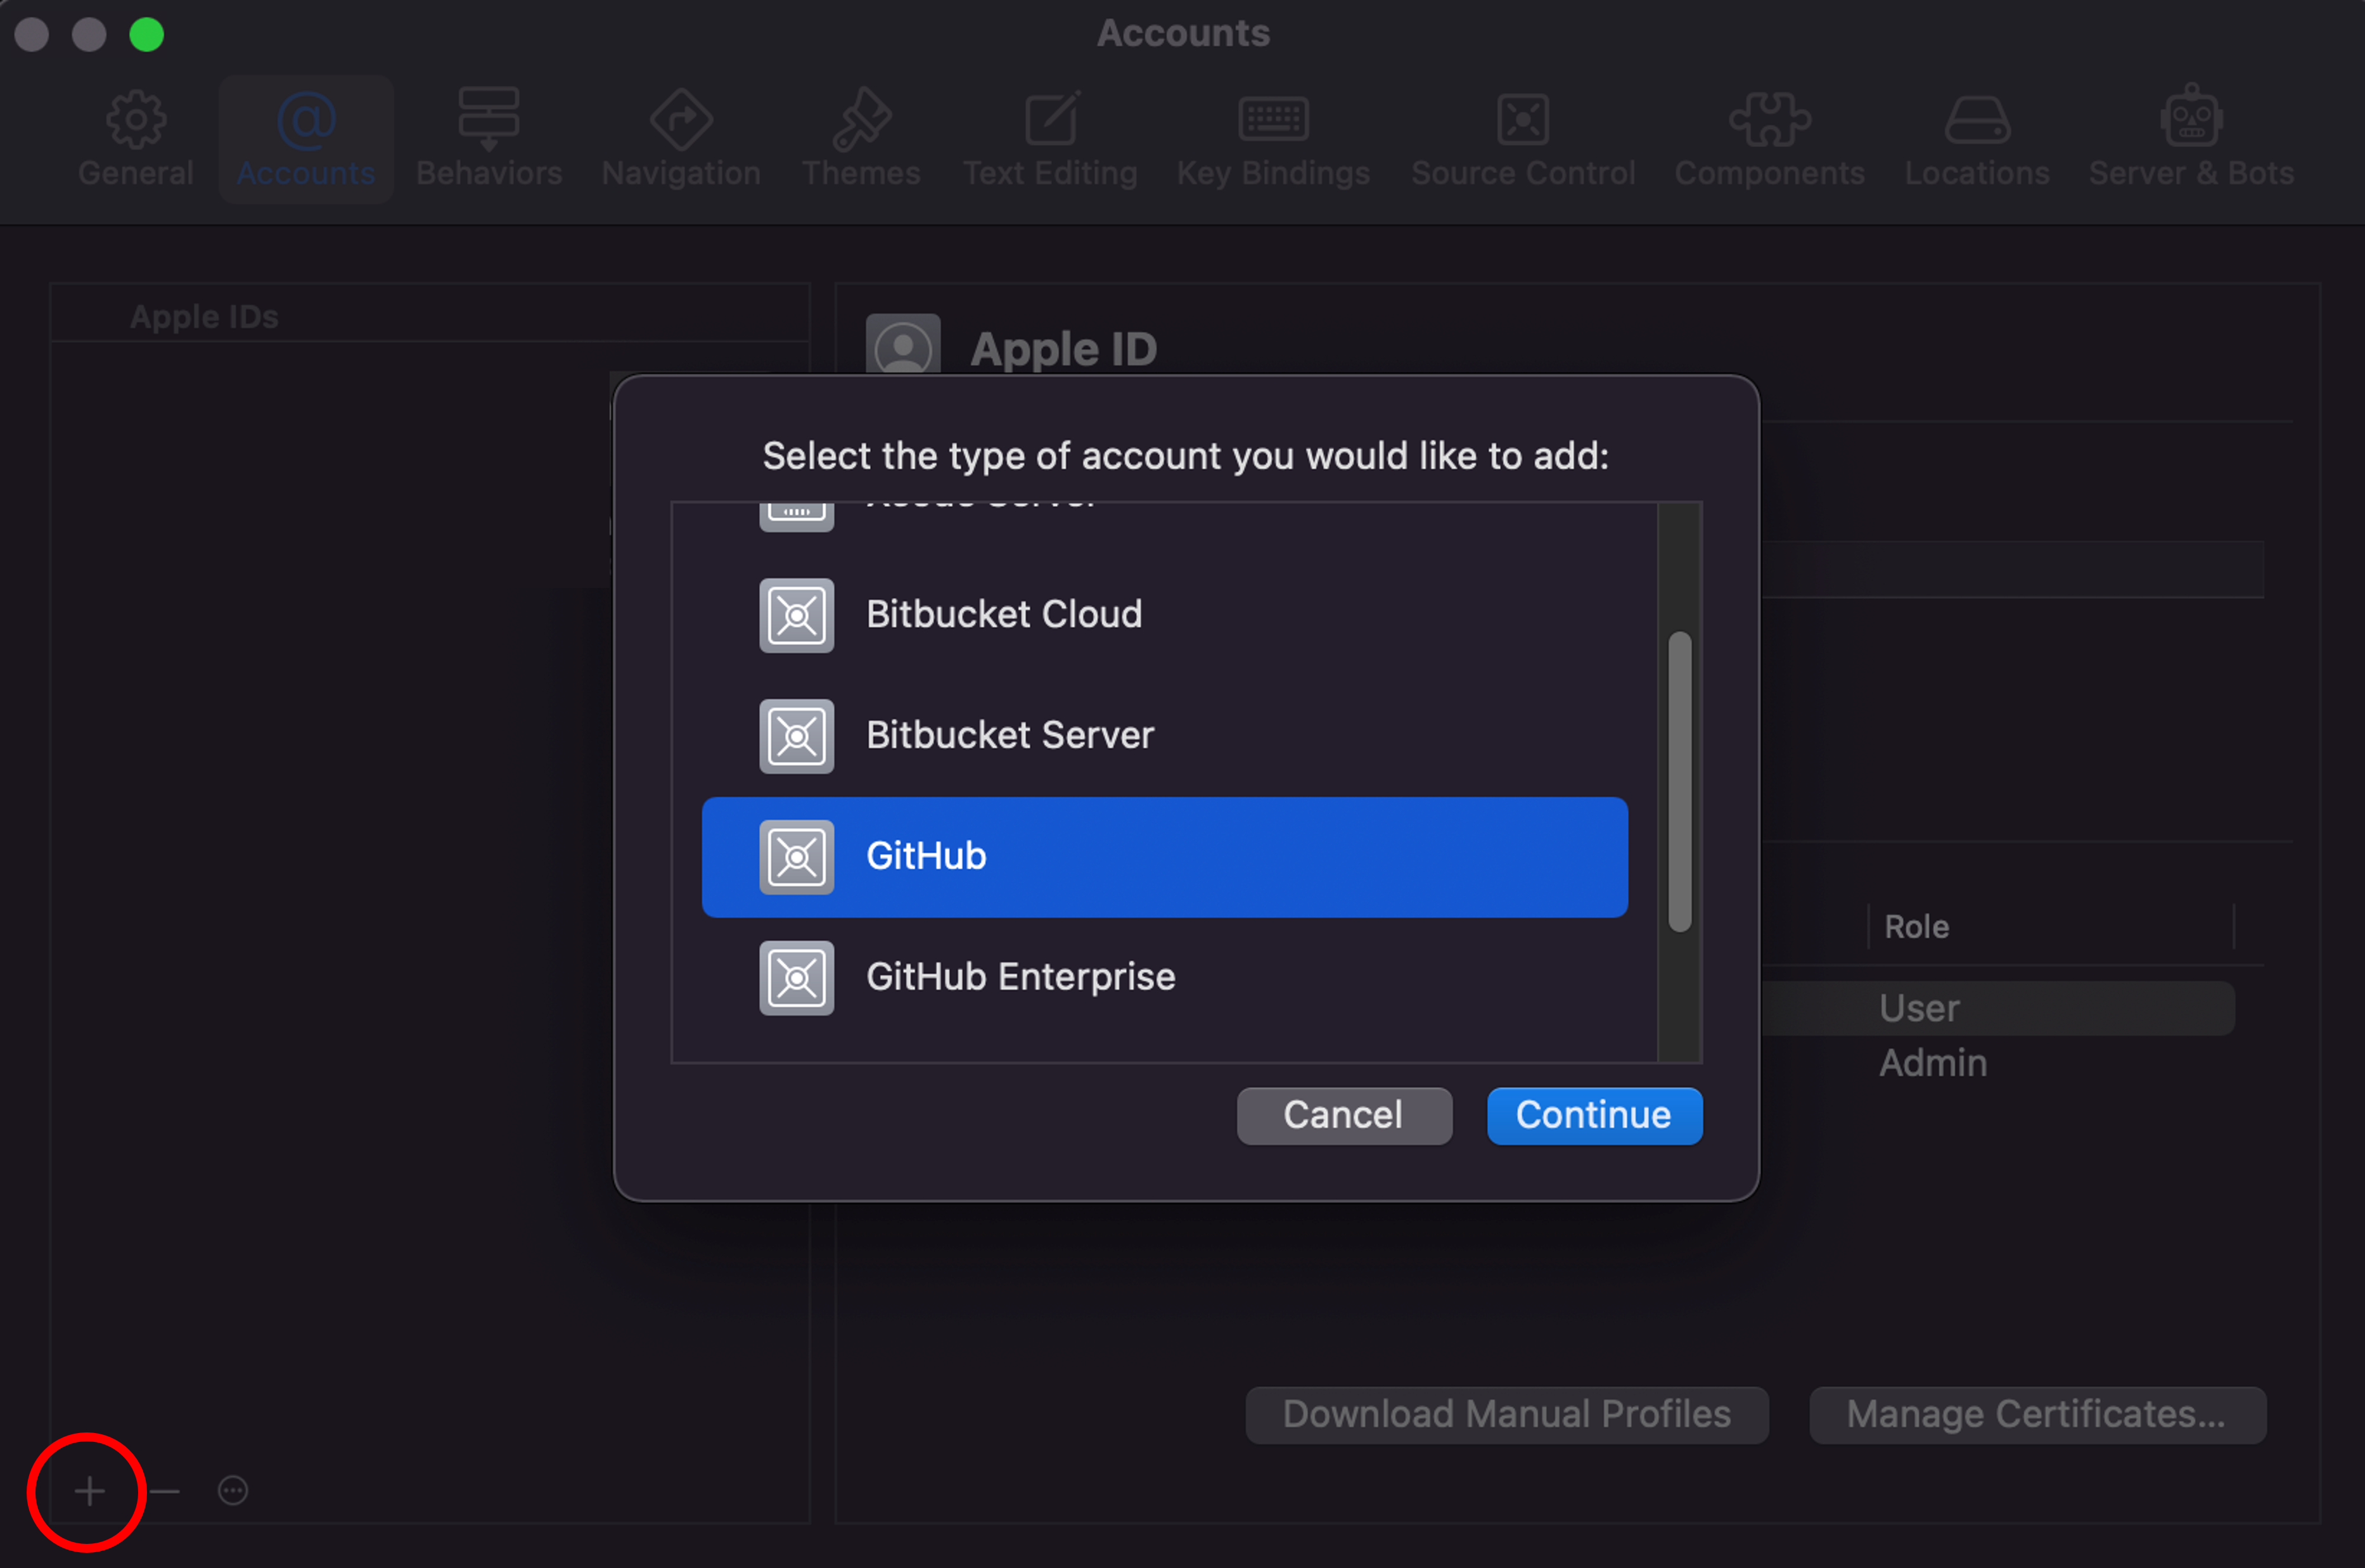 Accounts
General
Accounts
Behaviors
Navigation
Themes
Text Editing
Key Bindings
Source Control
Components
Locations
Server & Bots
Apple IDs
Apple ID
Select the type of account you would like to add:
Xcode Server
Bitbucket Cloud
Bitbucket Server
GitHub
GitHub Enterprise
Role
User
Admin
Cancel
Continue
Download Manual Profiles
Manage Certificates...